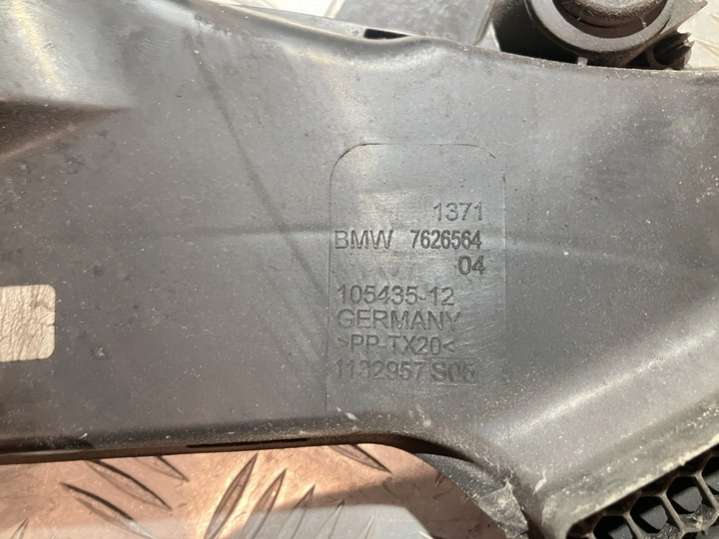 1371
BMW 7626564
04
105435-12
GERMANY
>PP-TX20<
1132957 S05